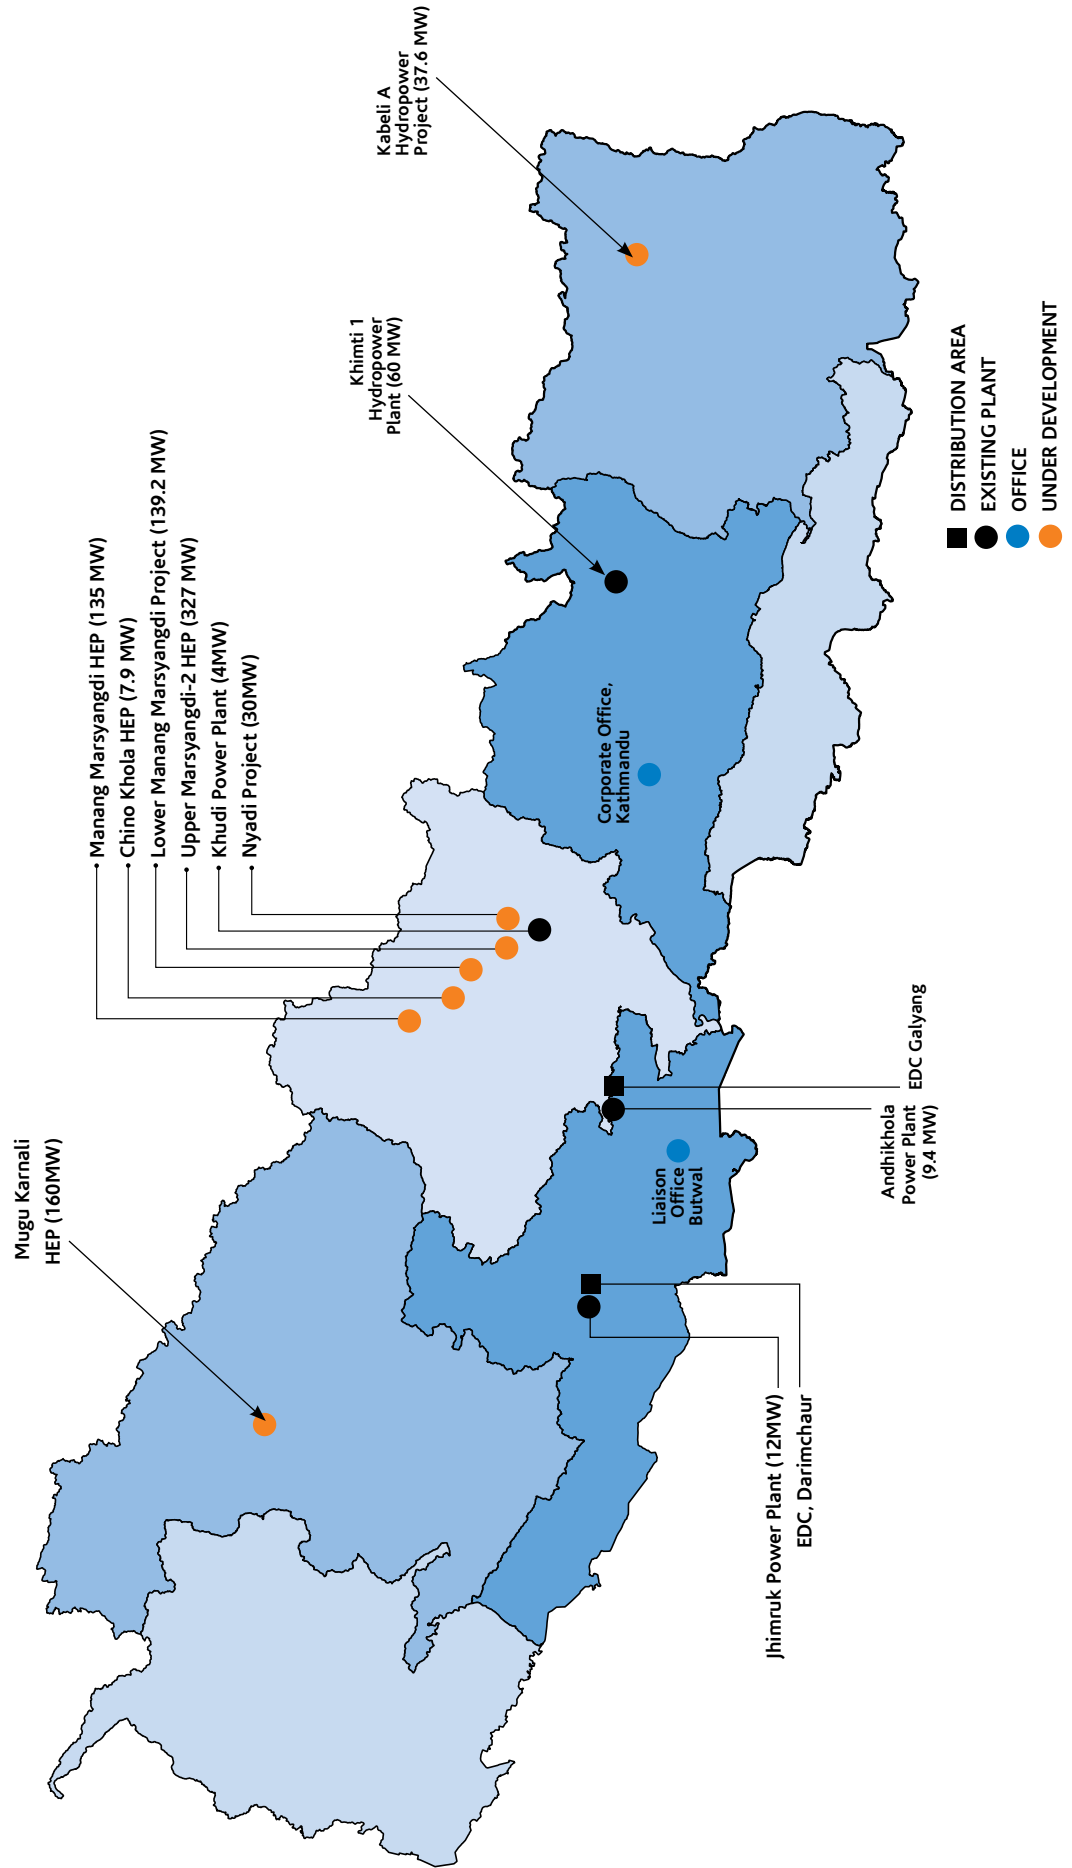 Mugu Karnali
HEP (160MW)
Manang Marsyangdi HEP (135 MW)
Chino Khola HEP (7.9 MW)
Lower Manang Marsyangdi Project (139.2 MW)
Upper Marsyangdi-2 HEP (327 MW)
Khudi Power Plant (4MW)
Nyadi Project (30MW)
Khimti 1
Hydropower
Plant (60 MW)
Kabeli A
Hydropower
Project (37.6 MW)
Corporate Office,
Kathmandu
Liaison
Office
Butwal
Jhimruk Power Plant (12MW)
EDC, Darimchaur
Andhikhola
Power Plant
(9.4 MW)
EDC Galyang
DISTRIBUTION AREA
EXISTING PLANT
OFFICE
UNDER DEVELOPMENT